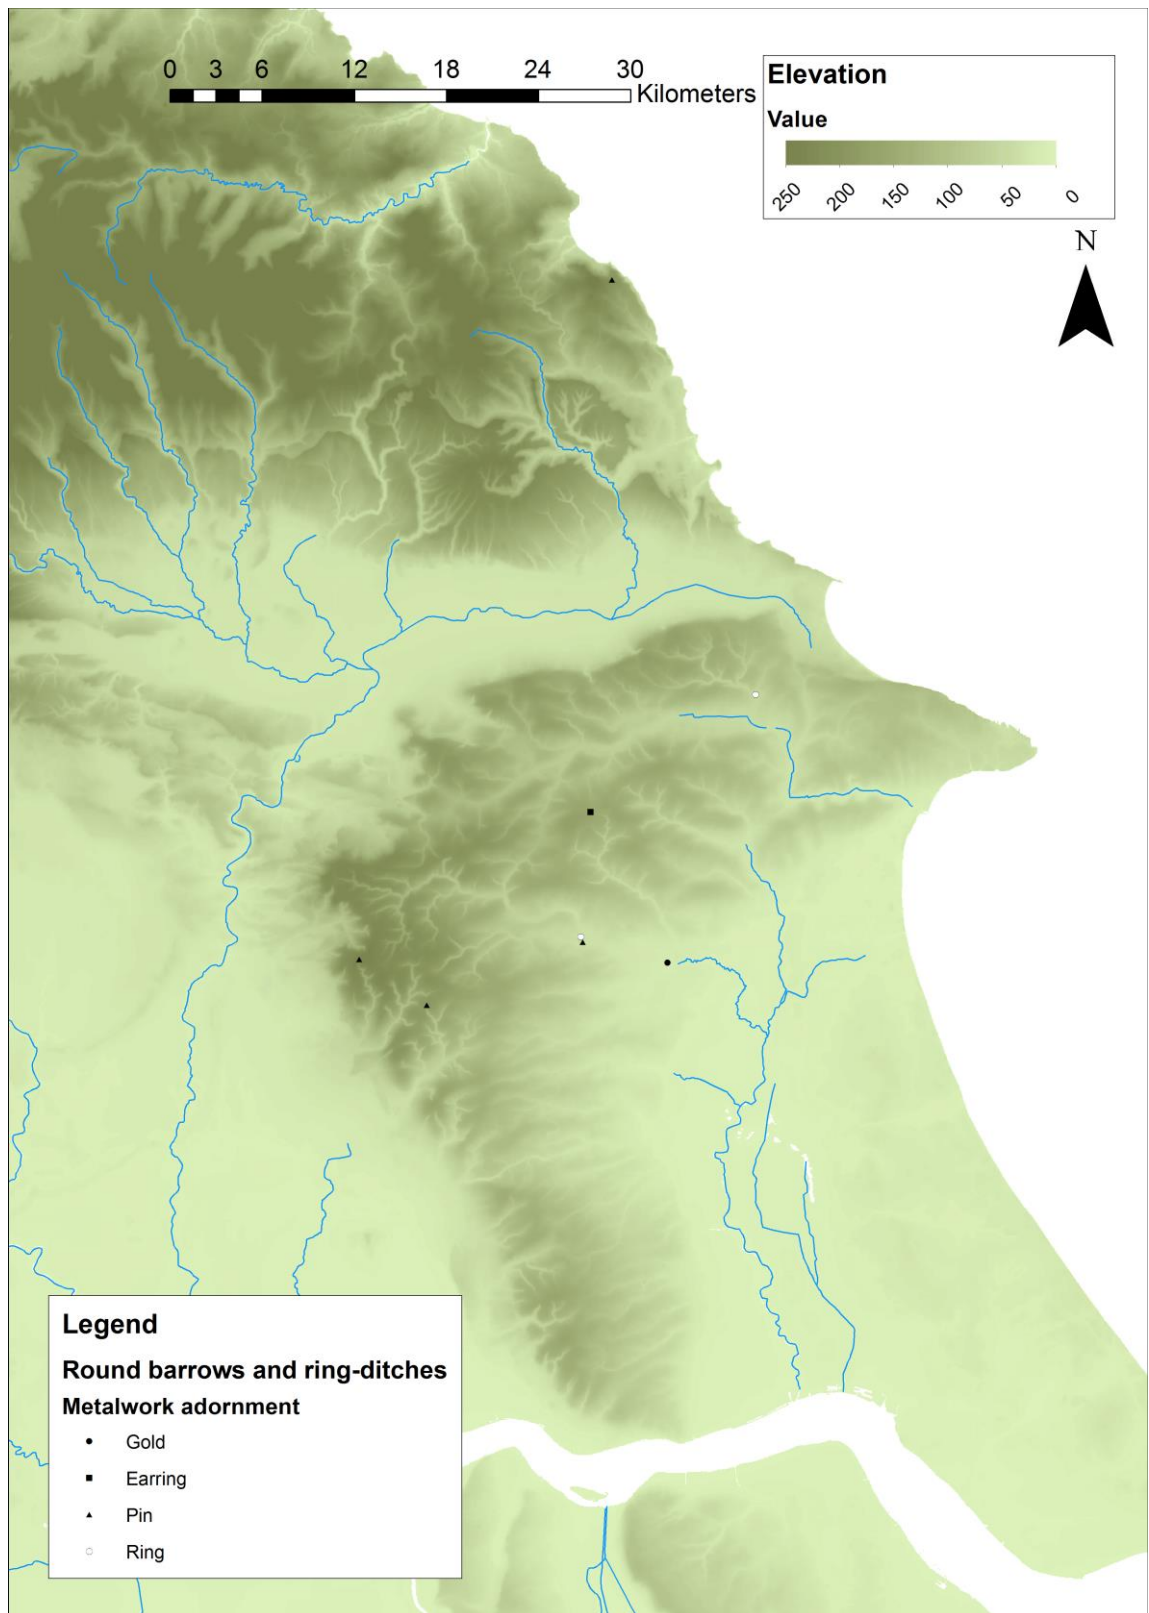 0 3 6 12 18 24 30
Kilometers
Elevation
Value
250 200 150 100 50 0
N
Legend
Round barrows and ring-ditches
Metalwork adornment
Gold
Earring
Pin
Ring